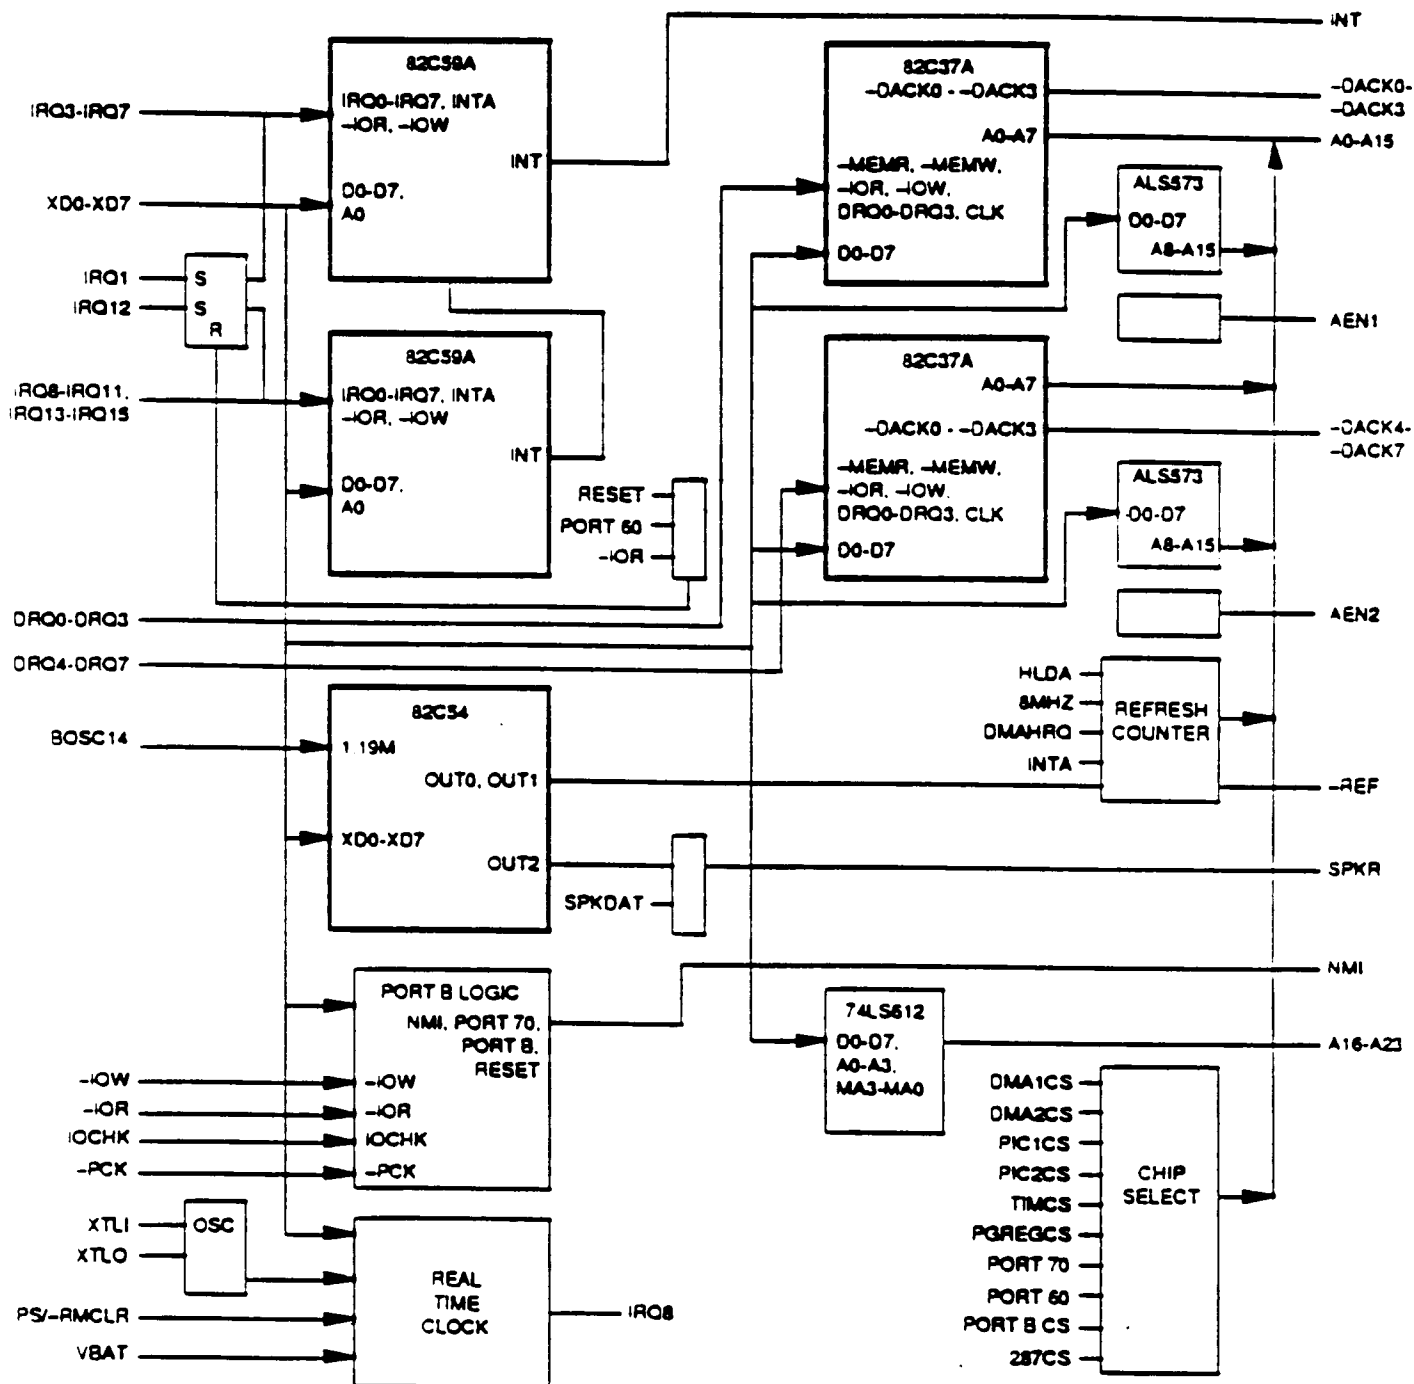 INT
82C59A
IRQ3-IRQ7
IRQ0-IRQ7, INTA
-IOR, -IOW
INT
XD0-XD7
D0-D7,
A0
IRQ1
S
IRQ12
S
R
82C59A
IRQ8-IRQ11,
IRQ13-IRQ15
IRQ0-IRQ7, INTA
-IOR, -IOW
INT
D0-D7,
A0
RESET
PORT 60
-IOR
DRQ0-DRQ3
DRQ4-DRQ7
82C37A
-DACK0 - -DACK3
-DACK0-
-DACK3
A0-A7
A0-A15
-MEMR, -MEMW,
-IOR, -IOW,
DRQ0-DRQ3, CLK
D0-D7
ALS573
D0-D7
A8-A15
AEN1
82C37A
A0-A7
-DACK0 - -DACK3
-DACK4-
-DACK7
-MEMR, -MEMW,
-IOR, -IOW,
DRQ0-DRQ3, CLK
D0-D7
ALS573
D0-D7
A8-A15
AEN2
82C54
BOSC14
1.19M
OUT0, OUT1
XD0-XD7
OUT2
SPKDAT
HLDA
8MHZ
DMAHRQ
INTA
REFRESH
COUNTER
-REF
SPKR
PORT B LOGIC
NMI, PORT 70,
PORT B,
RESET
NMI
-IOW
-IOW
-IOR
-IOR
IOCHK
IOCHK
-PCK
-PCK
74LS612
D0-D7,
A0-A3,
MA3-MA0
A16-A23
XTLI
XTLO
OSC
PS/-RMCLR
VBAT
REAL
TIME
CLOCK
IRQ8
DMA1CS
DMA2CS
PIC1CS
PIC2CS
TIMCS
PGREGCS
PORT 70
PORT 60
PORT B CS
287CS
CHIP
SELECT